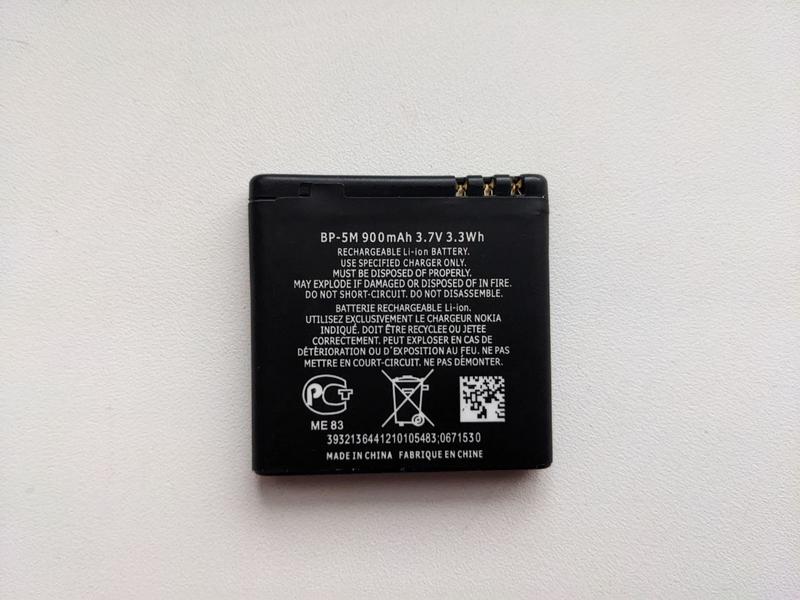 BP-5M 900mAh 3.7V 3.3Wh
RECHARGEABLE Li-ion BATTERY.
USE SPECIFIED CHARGER ONLY.
MUST BE DISPOSED OF PROPERLY.
MAY EXPLODE IF DAMAGED OR DISPOSED OF IN FIRE.
DO NOT SHORT-CIRCUIT. DO NOT DISASSEMBLE.
BATTERIE RECHARGEABLE Li-ion.
UTILISEZ EXCLUSIVEMENT LE CHARGEUR NOKIA
INDIQUÉ. DOIT ÊTRE RECYCLEE OU JETEE
CORRECTEMENT. PEUT EXPLOSER EN CAS DE
DÉTÈRIORATION OU D'EXPOSITION AU FEU. NE PAS
METTRE EN COURT-CIRCUIT. NE PAS DÈMONTER.
РСТ
ME 83
3932136441210105483;0671530
MADE IN CHINA FABRIQUE EN CHINE